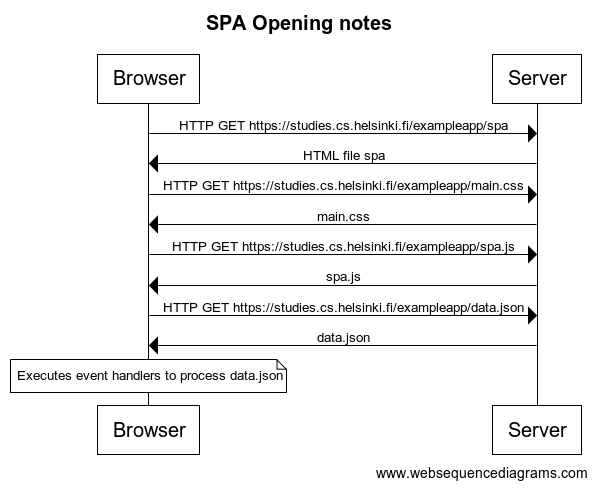 SPA Opening notes
Browser
Server
HTTP GET https://studies.cs.helsinki.fi/exampleapp/spa
HTML file spa
HTTP GET https://studies.cs.helsinki.fi/exampleapp/main.css
main.css
HTTP GET https://studies.cs.helsinki.fi/exampleapp/spa.js
spa.js
HTTP GET https://studies.cs.helsinki.fi/exampleapp/data.json
data.json
Executes event handlers to process data.json
Browser
Server
www.websequencediagrams.com